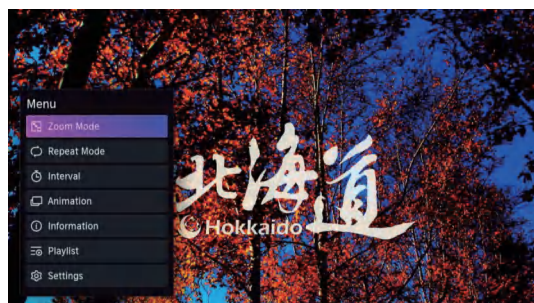 Menu
Zoom Mode
Repeat Mode
Interval
Animation
Information
Playlist
Settings
北海道
Hokkaido